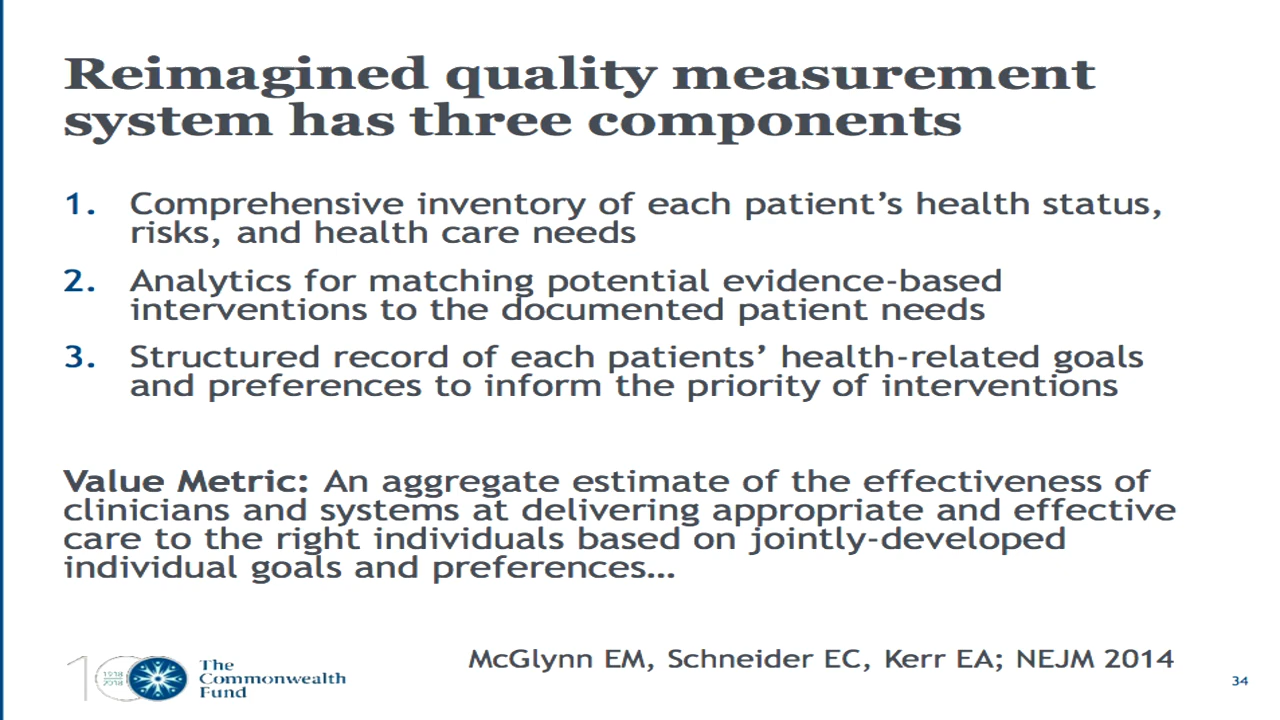 Reimagined quality measurement
system has three components
1. Comprehensive inventory of each patient's health status,
risks, and health care needs
2. Analytics for matching potential evidence-based
interventions to the documented patient needs
3. Structured record of each patients' health-related goals
and preferences to inform the priority of interventions
Value Metric: An aggregate estimate of the effectiveness of
clinicians and systems at delivering appropriate and effective
care to the right individuals based on jointly-developed
individual goals and preferences…
McGlynn EM, Schneider EC, Kerr EA; NEJM 2014
100
1918
2018
The
Commonwealth
Fund
34